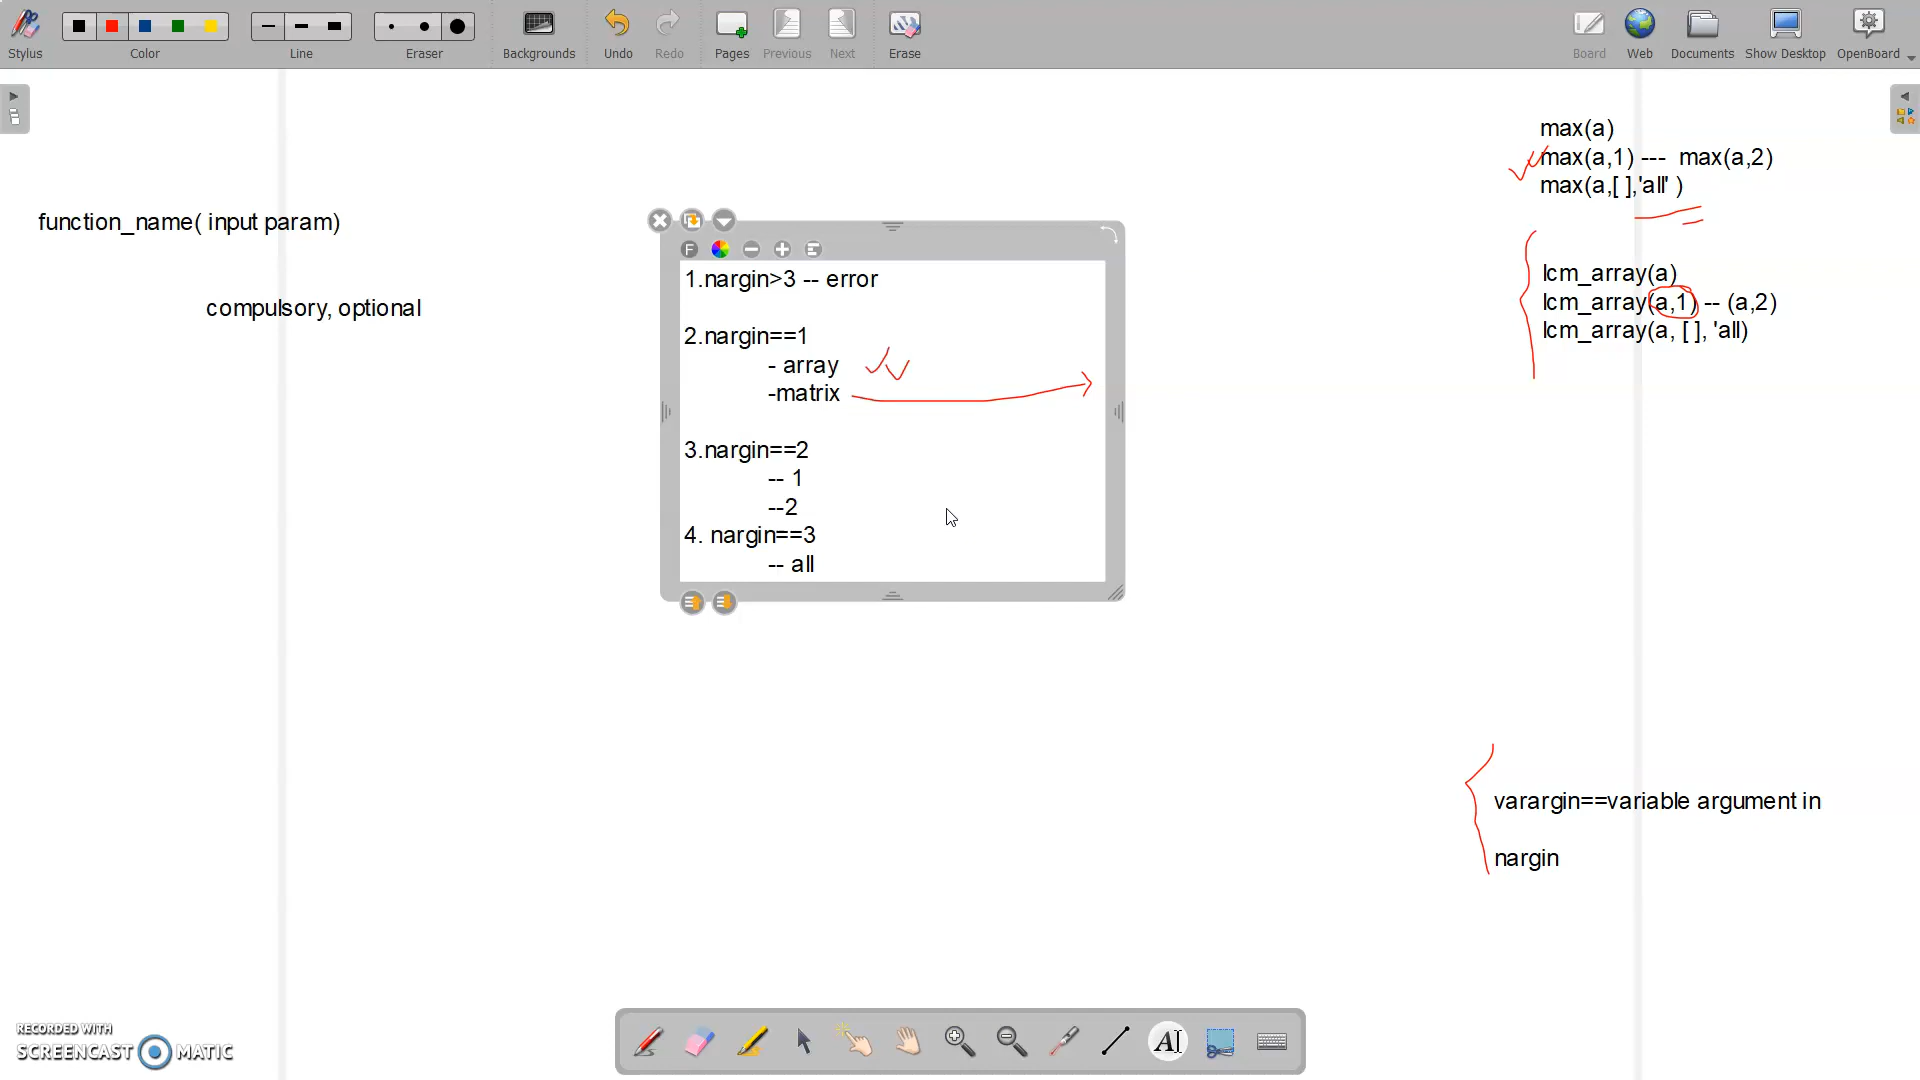 Stylus
Color
Line
Eraser
Backgrounds
Undo
Redo
Pages
Previous
Next
Erase
Board
Web
Documents
Show Desktop
OpenBoard
max(a)
max(a,1) --- max(a,2)
max(a,[ ],'all' )
function_name( input param)
compulsory, optional
F
1.nargin>3 -- error
2.nargin==1
- array
-matrix
3.nargin==2
-- 1
--2
4. nargin==3
-- all
lcm_array(a)
lcm_array(a,1) -- (a,2)
lcm_array(a, [ ], 'all)
varargin==variable argument in
nargin
RECORDED WITH
SCREENCAST MATIC
AI